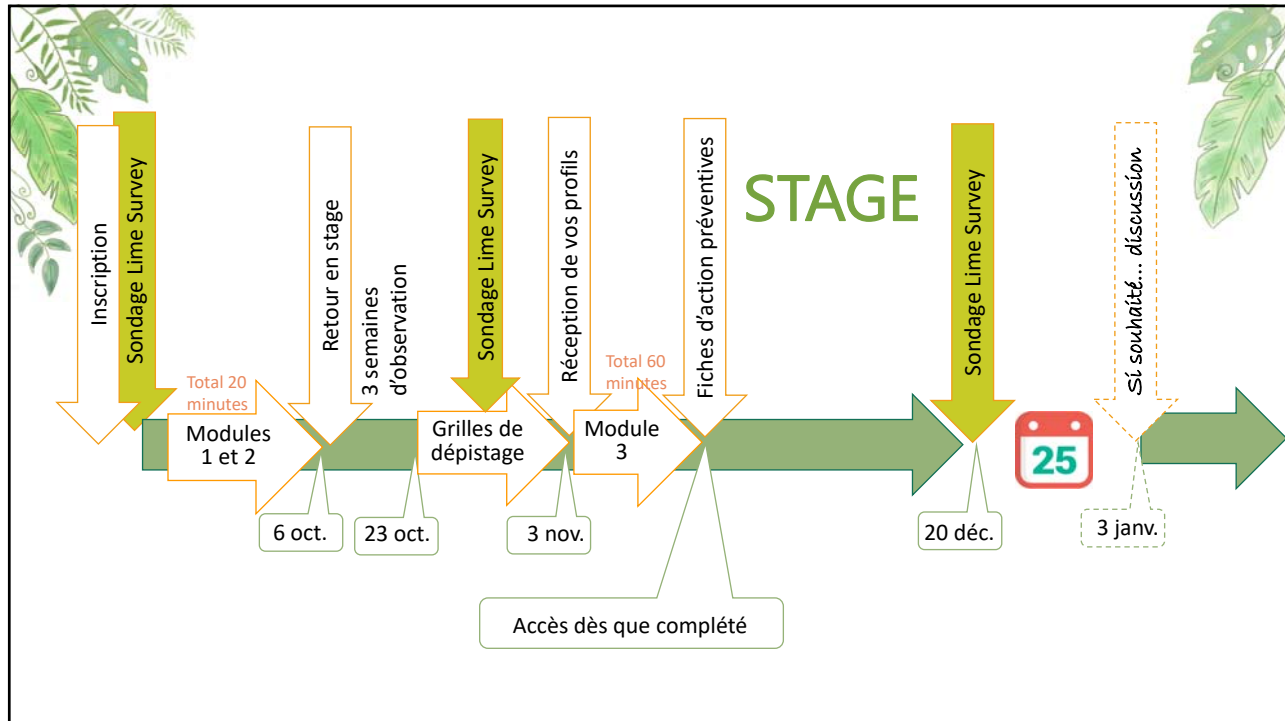 Inscription
Sondage Lime Survey
Total 20
minutes
Modules
1 et 2
Retour en stage
3 semaines
d'observation
Sondage Lime Survey
Grilles de
dépistage
Réception de vos profils
Total 60
minutes
Module
3
Fiches d'action préventives
STAGE
Sondage Lime Survey
25
Si souhaité... discussion
6 oct.
23 oct.
3 nov.
20 déc.
3 janv.
Accès dès que complété